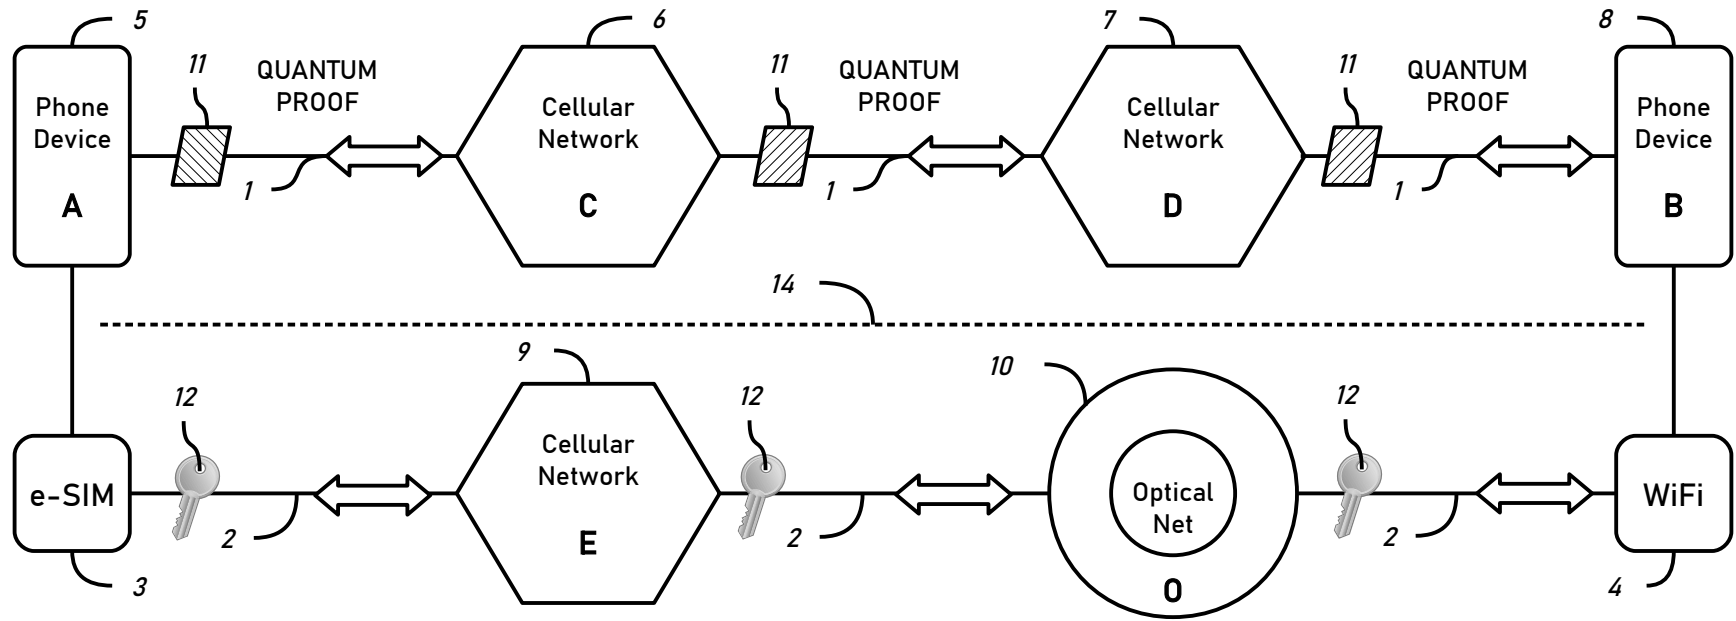 5
6
7
8
11
QUANTUM
PROOF
11
QUANTUM
PROOF
11
QUANTUM
PROOF
Phone
Device
A
Cellular
Network
C
Cellular
Network
D
Phone
Device
B
1
1
1
14
9
10
12
12
12
e-SIM
Cellular
Network
E
Optical
Net
O
WiFi
2
2
2
3
4